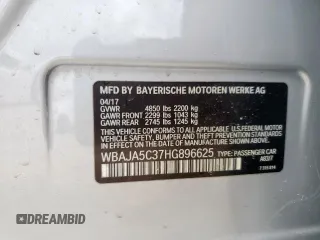 MFD BY BAYERISCHE MOTOREN WERKE AG
04/17
GVWR 4850 lbs 2200 kg
GAWR FRONT 2299 lbs 1043 kg
GAWR REAR 2745 lbs 1245 kg
THIS VEHICLE CONFORMS TO ALL APPLICABLE FEDERAL MOTOR VEHICLE
SAFETY, BUMPER, AND THEFT PREVENTION STANDARDS IN
EFFECT ON THE DATE OF MANUFACTURE SHOWN ABOVE.
WBAJA5C37HG896625 TYPE: PASSENGER CAR
© STAT.VIN